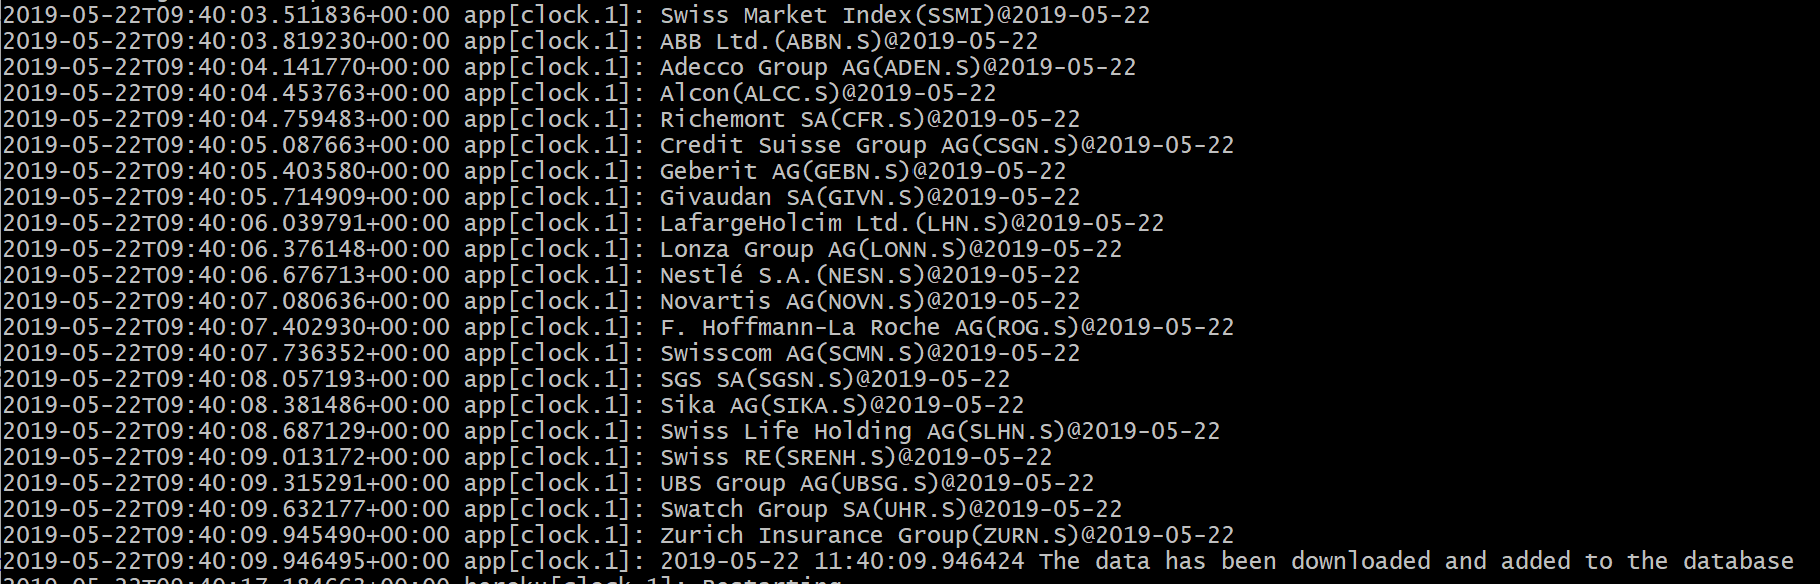 2019-05-22T09:40:03.511836+00:00 app[clock.1]: Swiss Market Index(SSMI)@2019-05-22
2019-05-22T09:40:03.819230+00:00 app[clock.1]: ABB Ltd.(ABBN.S)@2019-05-22
2019-05-22T09:40:04.141770+00:00 app[clock.1]: Adecco Group AG(ADEN.S)@2019-05-22
2019-05-22T09:40:04.453763+00:00 app[clock.1]: Alcon(ALCC.S)@2019-05-22
2019-05-22T09:40:04.759483+00:00 app[clock.1]: Richemont SA(CFR.S)@2019-05-22
2019-05-22T09:40:05.087663+00:00 app[clock.1]: Credit Suisse Group AG(CSGN.S)@2019-05-22
2019-05-22T09:40:05.403580+00:00 app[clock.1]: Geberit AG(GEBN.S)@2019-05-22
2019-05-22T09:40:05.714909+00:00 app[clock.1]: Givaudan SA(GIVN.S)@2019-05-22
2019-05-22T09:40:06.039791+00:00 app[clock.1]: LafargeHolcim Ltd.(LHN.S)@2019-05-22
2019-05-22T09:40:06.376148+00:00 app[clock.1]: Lonza Group AG(LONN.S)@2019-05-22
2019-05-22T09:40:06.676713+00:00 app[clock.1]: Nestlé S.A.(NESN.S)@2019-05-22
2019-05-22T09:40:07.080636+00:00 app[clock.1]: Novartis AG(NOVN.S)@2019-05-22
2019-05-22T09:40:07.402930+00:00 app[clock.1]: F. Hoffmann-La Roche AG(ROG.S)@2019-05-22
2019-05-22T09:40:07.736352+00:00 app[clock.1]: Swisscom AG(SCMN.S)@2019-05-22
2019-05-22T09:40:08.057193+00:00 app[clock.1]: SGS SA(SGSN.S)@2019-05-22
2019-05-22T09:40:08.381486+00:00 app[clock.1]: Sika AG(SIKA.S)@2019-05-22
2019-05-22T09:40:08.687129+00:00 app[clock.1]: Swiss Life Holding AG(SLHN.S)@2019-05-22
2019-05-22T09:40:09.013172+00:00 app[clock.1]: Swiss RE(SRENH.S)@2019-05-22
2019-05-22T09:40:09.315291+00:00 app[clock.1]: UBS Group AG(UBSG.S)@2019-05-22
2019-05-22T09:40:09.632177+00:00 app[clock.1]: Swatch Group SA(UHR.S)@2019-05-22
2019-05-22T09:40:09.945490+00:00 app[clock.1]: Zurich Insurance Group(ZURN.S)@2019-05-22
2019-05-22T09:40:09.946495+00:00 app[clock.1]: 2019-05-22 11:40:09.946424 The data has been downloaded and added to the database
2019-05-22T09:40:17.184663+00:00 heroku[clock.1]: Restarting